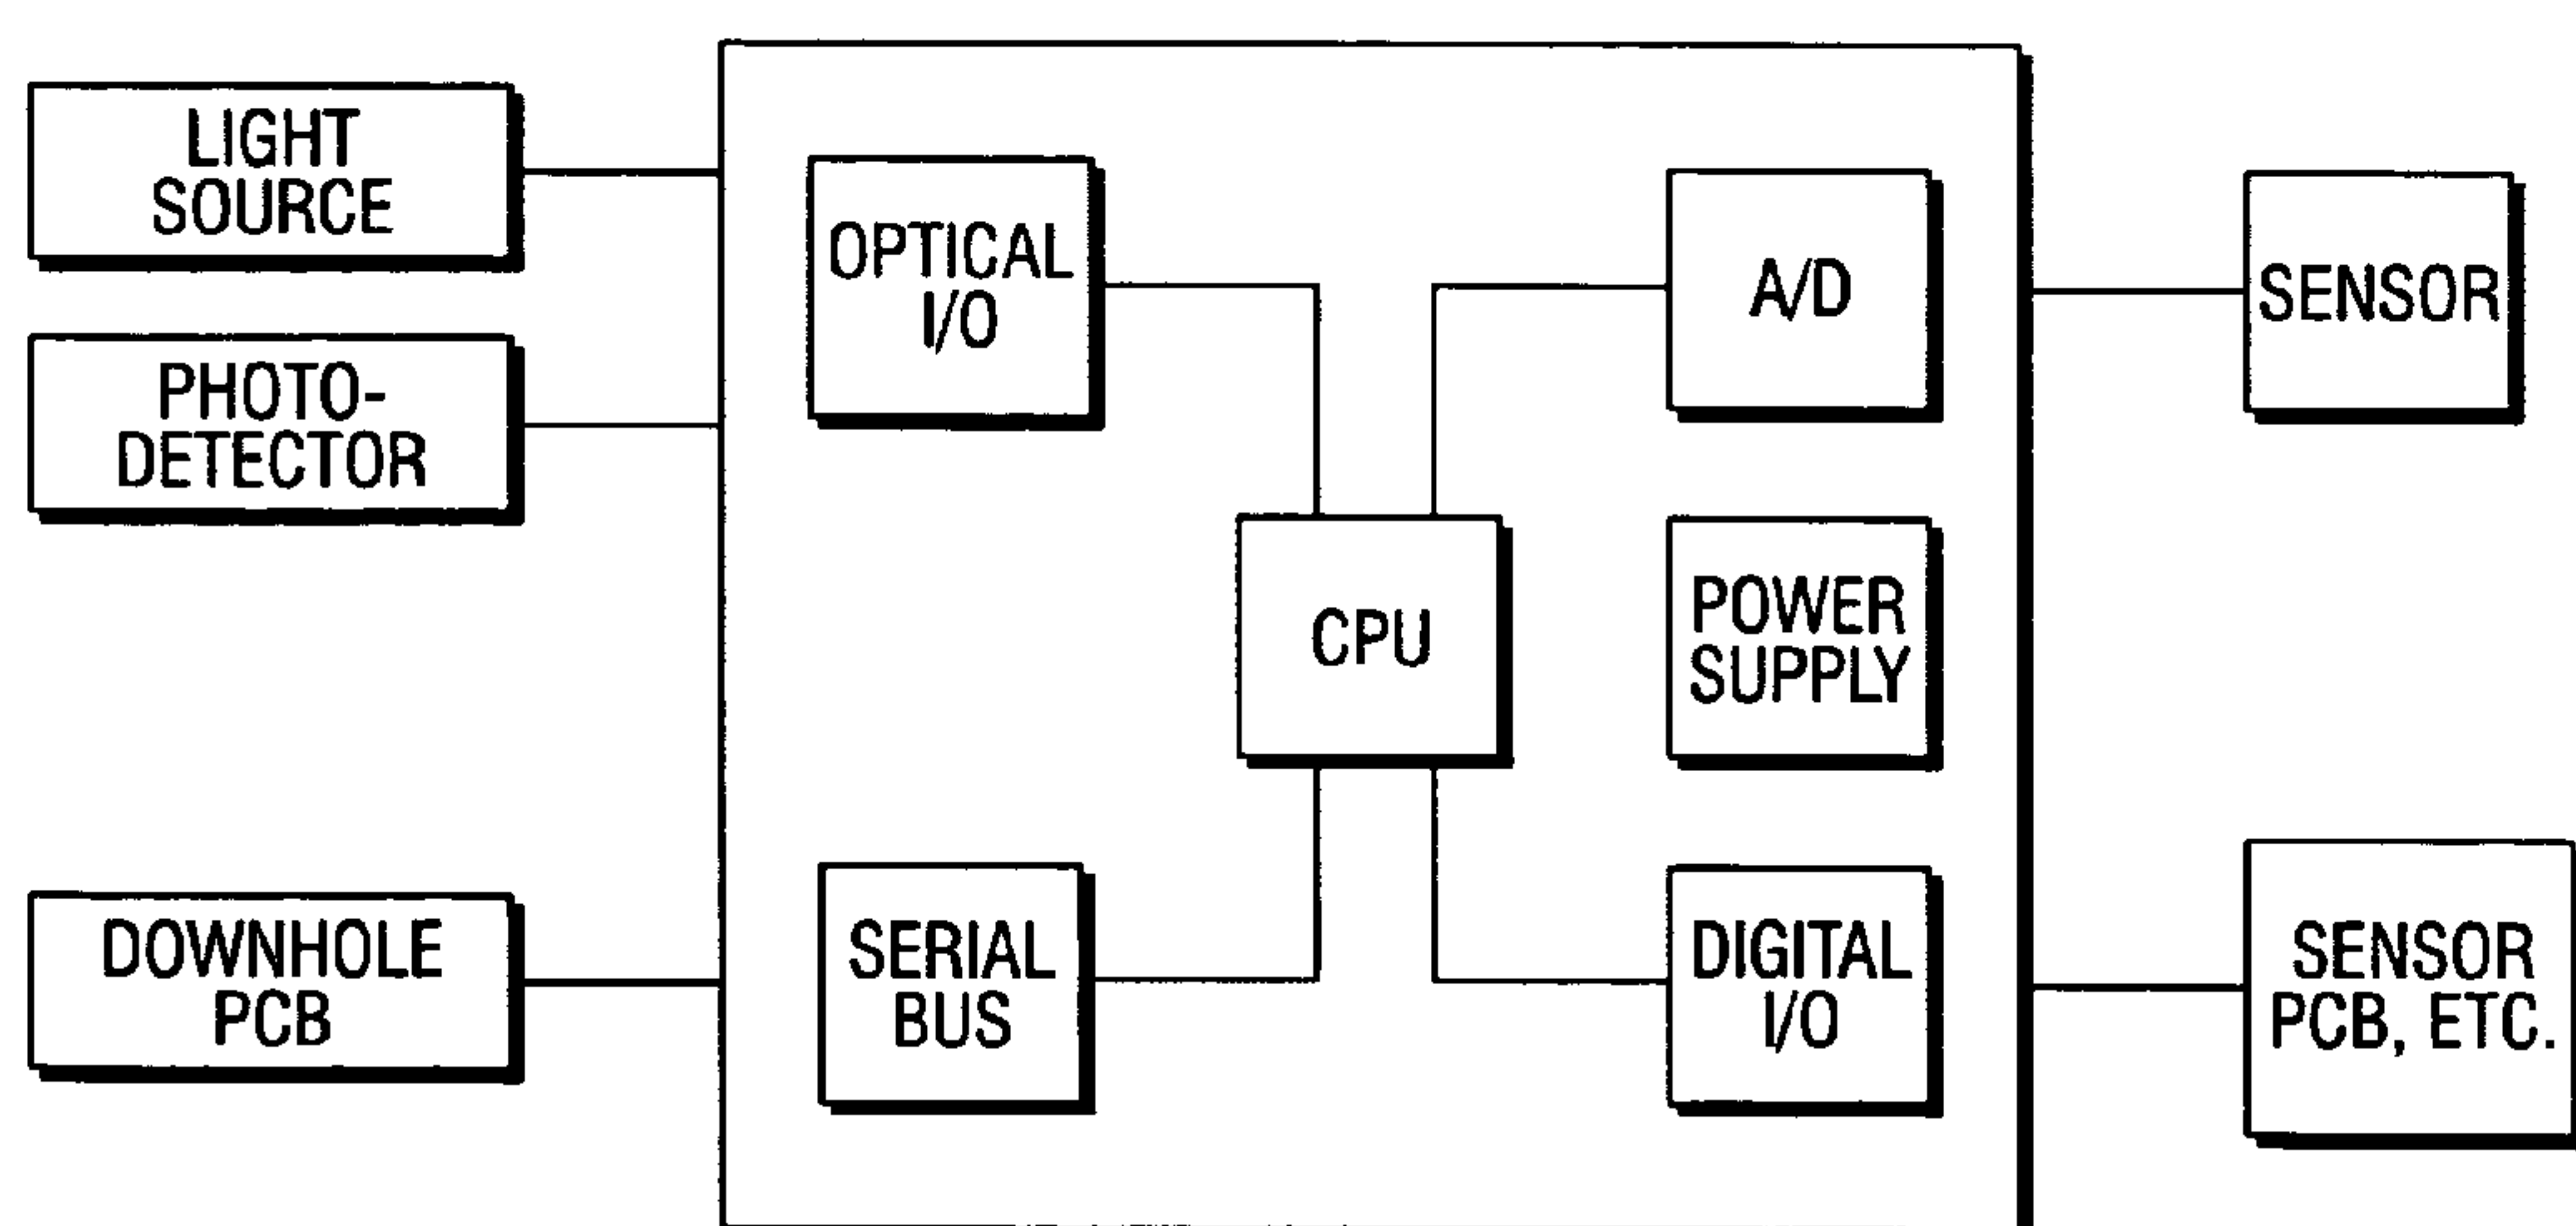 LIGHT
SOURCE
PHOTO-
DETECTOR
DOWNHOLE
PCB
OPTICAL
I/O
A/D
CPU
POWER
SUPPLY
SERIAL
BUS
DIGITAL
I/O
SENSOR
SENSOR
PCB, ETC.